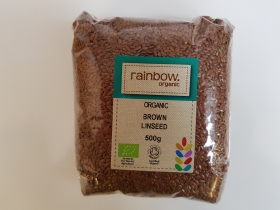 rainbow.
organic
ORGANIC
BROWN
LINSEED
500g